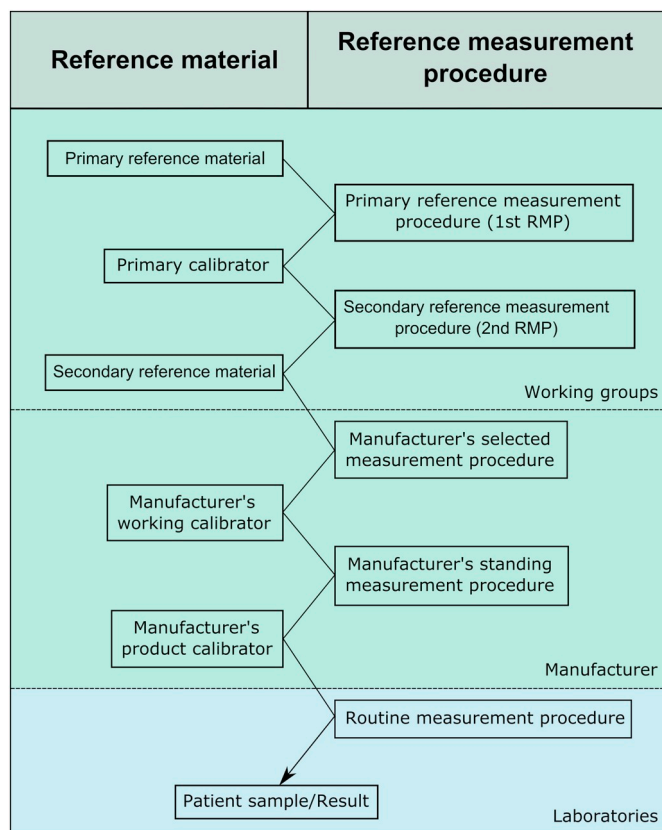 Reference material
Reference measurement
procedure
Primary reference material
Primary reference measurement
procedure (1st RMP)
Primary calibrator
Secondary reference measurement
procedure (2nd RMP)
Secondary reference material
Working groups
Manufacturer's selected
measurement procedure
Manufacturer's
working calibrator
Manufacturer's standing
measurement procedure
Manufacturer's
product calibrator
Manufacturer
Routine measurement procedure
Patient sample/Result
Laboratories